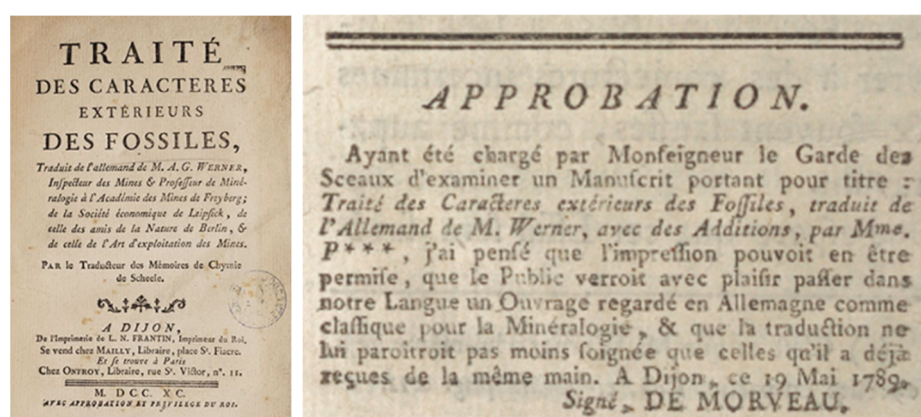 TRAITÉ
DES CARACTERES
EXTÉRIEURS
DES FOSSILES,
Traduit de l'allemand de M. A. G. WERNER,
Inſpecteur des Mines & Profeſſeur de Miné-
ralogie à l'Académie des Mines de Freyberg;
de la Société économique de Leipſick, de
celle des amis de la Nature de Berlin, &
de celle de l'Art d'exploitation des Mines.
PAR le Traducteur des Mémoires de Chymie
de Scheele.
A DIJON,
De l'Imprimerie de L. N. FRANTIN, Imprimeur du Roi.
Se vend chez MAILLY, Libraire, place St. Fiacre.
Et ſe trouve à Paris
Chez ONFROY, Libraire, rue St. Victor, n°. 11.
M. DCC. XC.
AVEC APPROBATION ET PRIVILEGE DU ROI.
APPROBATION.
Ayant été chargé par Monſeigneur le Garde des
Sceaux d'examiner un Manuſcrit portant pour titre :
Traité des Caracteres extérieurs des Foſſiles, traduit de
l'Allemand de M. Werner, avec des Additions, par Mme.
P***, j'ai penſé que l'impreſſion pouvoit en être
permiſe, que le Public verroit avec plaiſir paſſer dans
notre Langue un Ouvrage regardé en Allemagne comme
claſſique pour la Minéralogie, & que la traduction ne
lui paroîtroit pas moins ſoignée que celles qu'il a déjà
reçues de la même main. A Dijon, ce 19 Mai 1789.
Signé, DE MORVEAU.